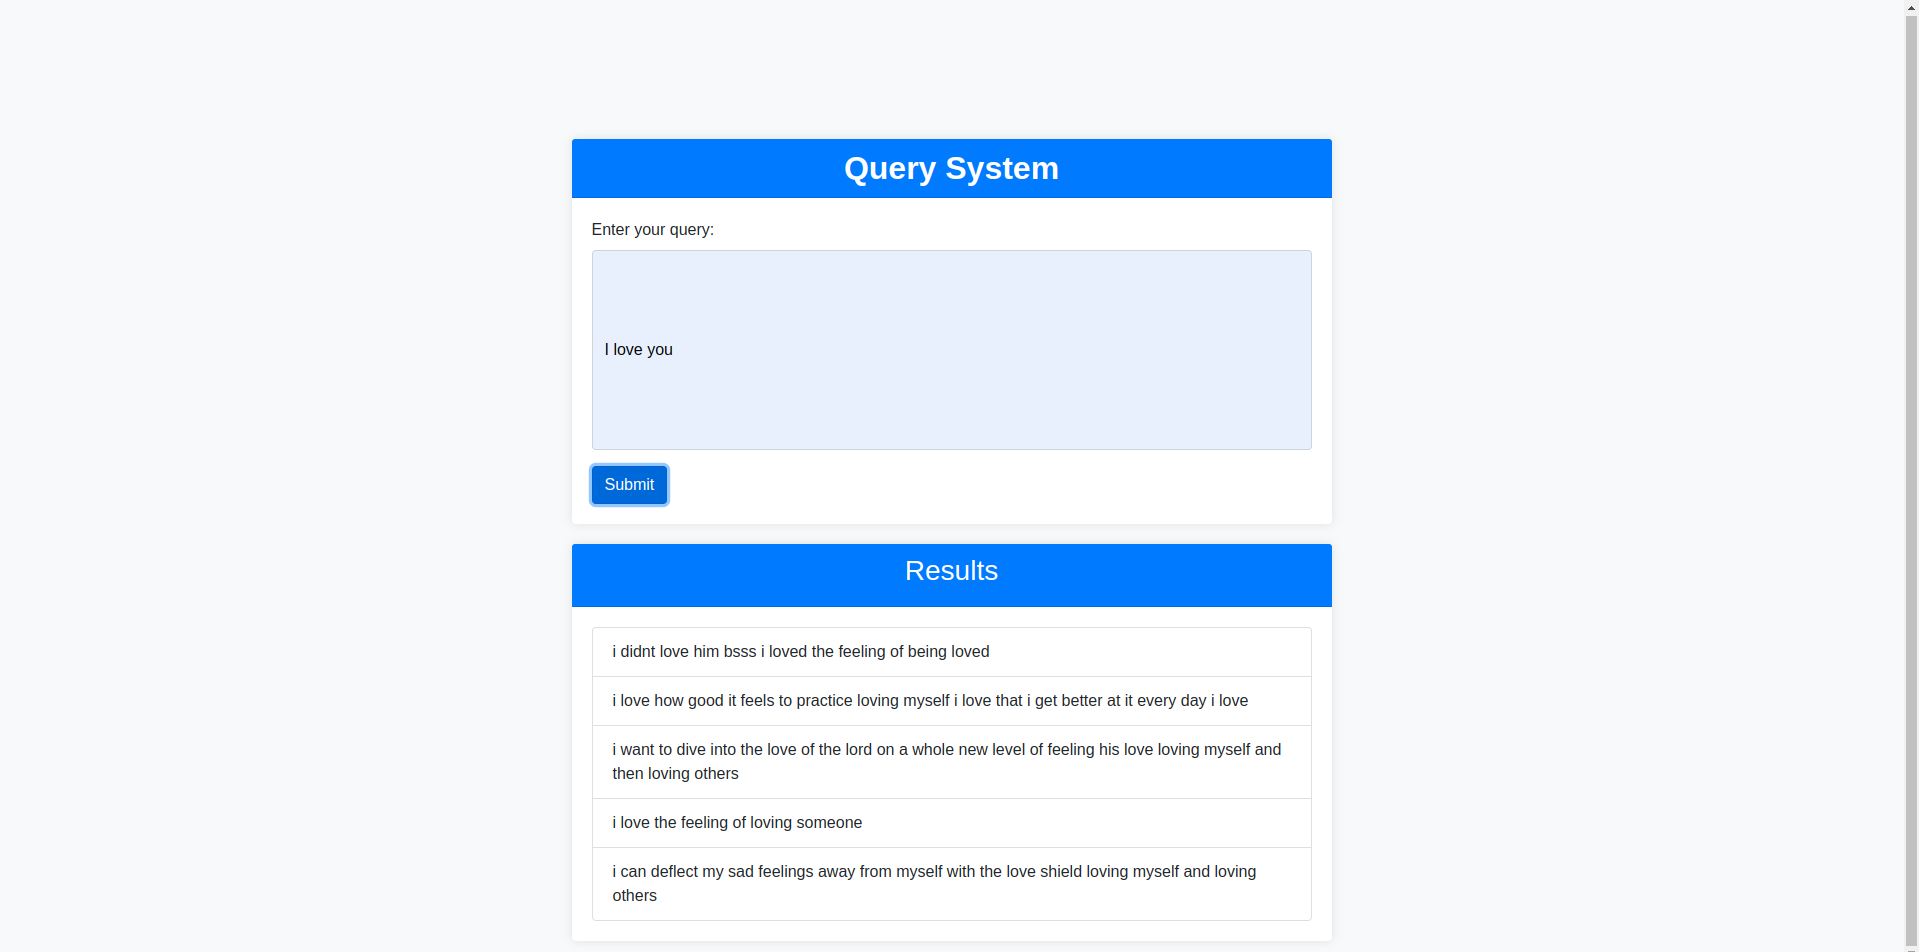 Query System
Enter your query:
I love you
Submit
Results
i didnt love him bsss i loved the feeling of being loved
i love how good it feels to practice loving myself i love that i get better at it every day i love
i want to dive into the love of the lord on a whole new level of feeling his love loving myself and
then loving others
i love the feeling of loving someone
i can deflect my sad feelings away from myself with the love shield loving myself and loving
others